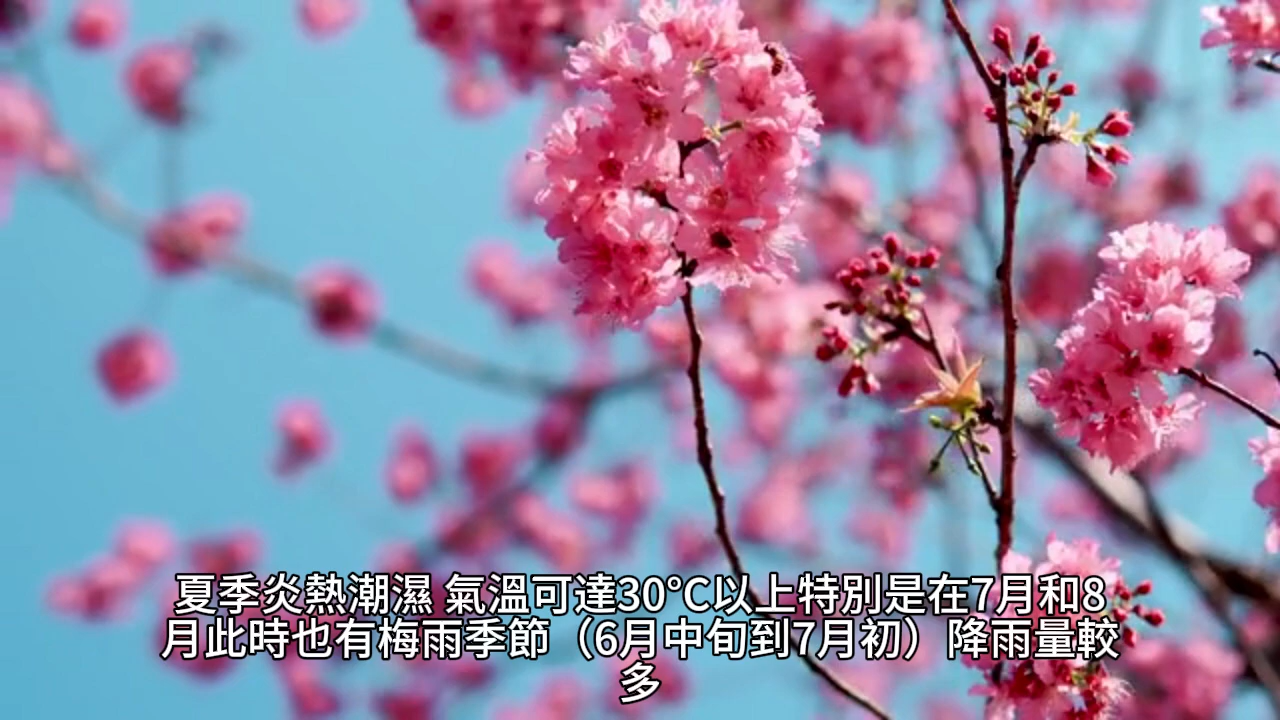 夏季炎熱潮濕 氣溫可達30°C以上特別是在7月和8
月此時也有梅雨季節（6月中旬到7月初）降雨量較
多